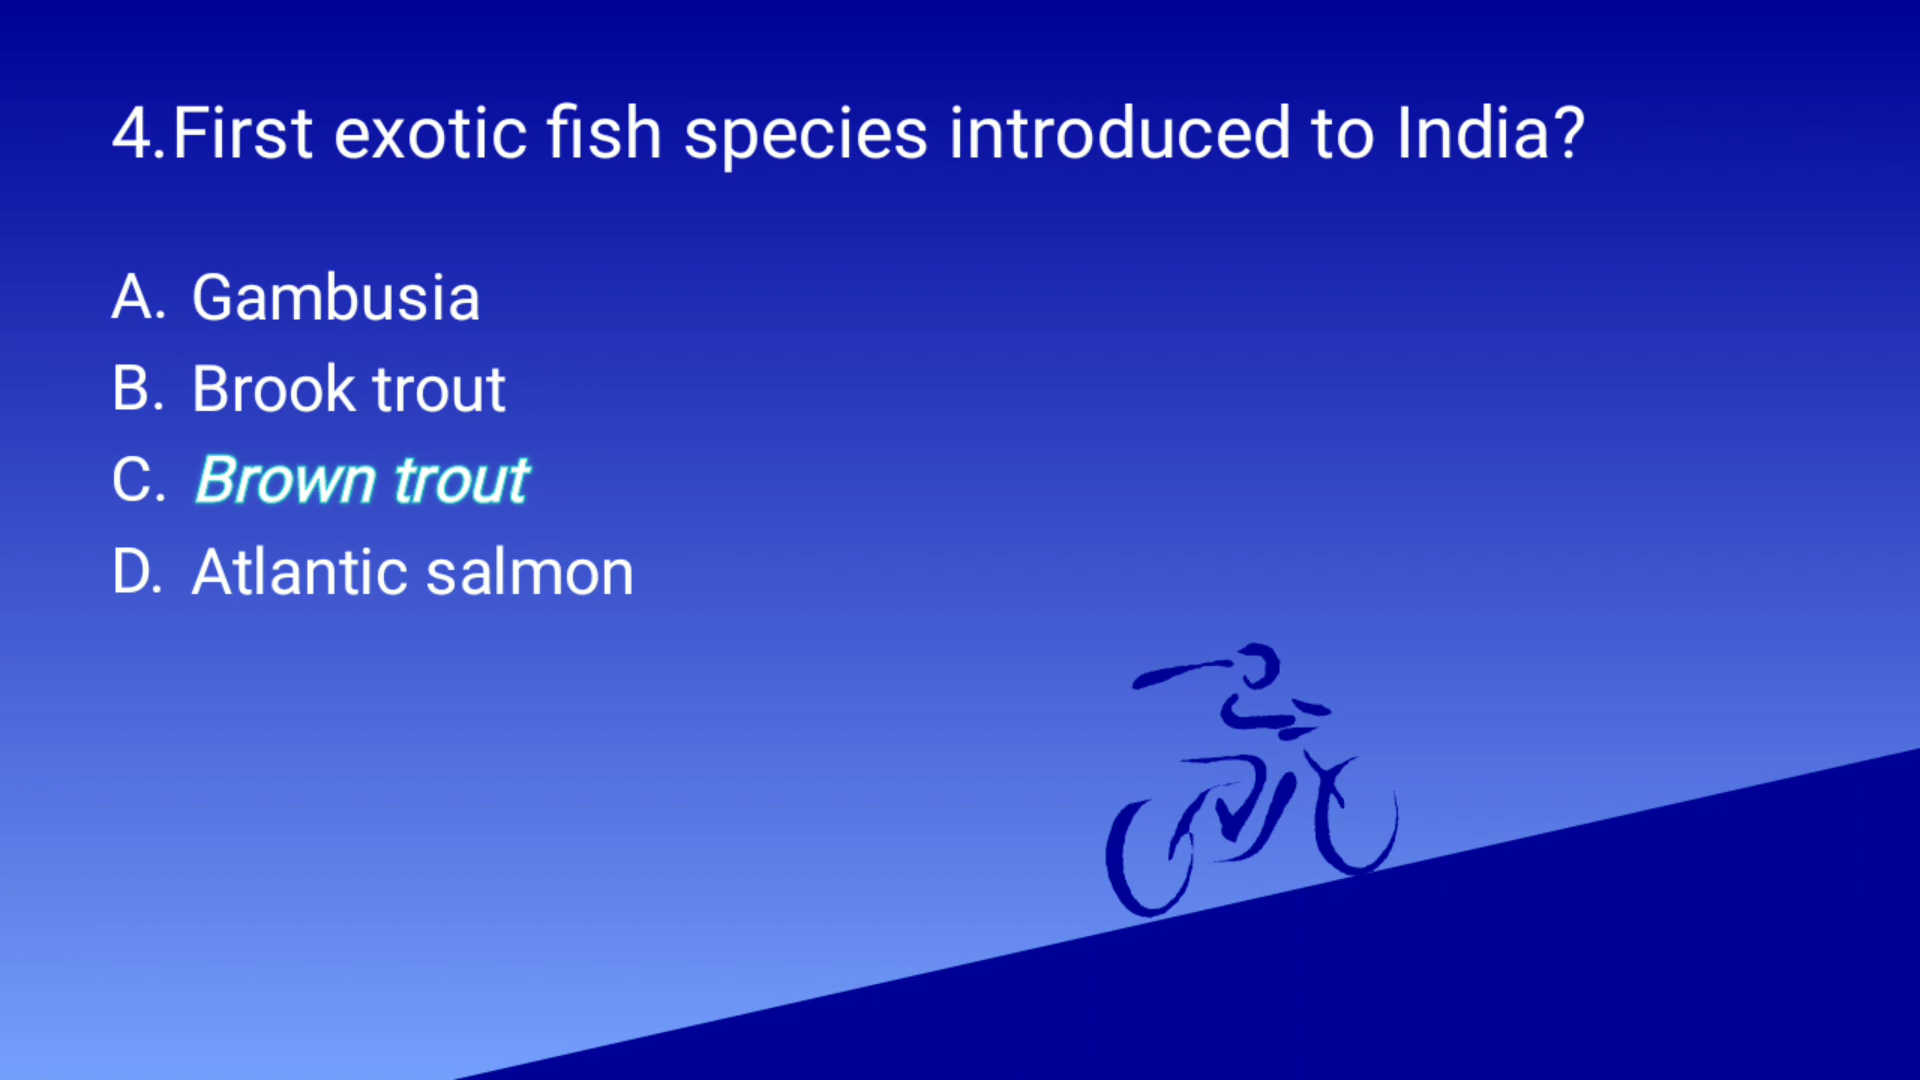 4.First exotic fish species introduced to India?
A. Gambusia
B. Brook trout
C. Brown trout
D. Atlantic salmon